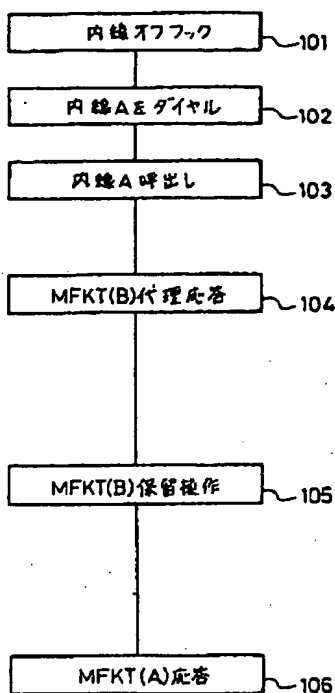 内線オフフック
101
内線Aをダイヤル
102
内線A呼出し
103
MFKT(B)代理応答
104
MFKT(B)保留操作
105
MFKT(A)応答
106